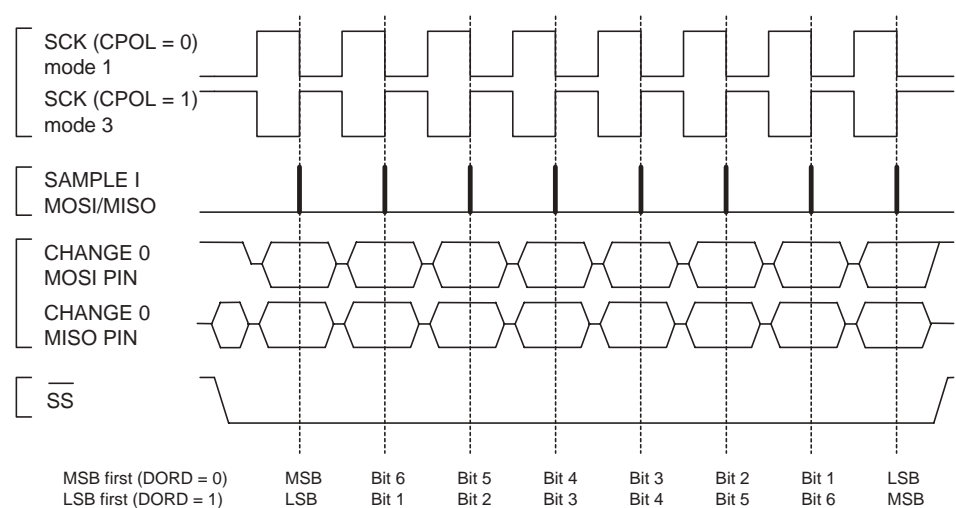 SCK (CPOL = 0)
mode 1
SCK (CPOL = 1)
mode 3
SAMPLE I
MOSI/MISO
CHANGE 0
MOSI PIN
CHANGE 0
MISO PIN
SS
MSB first (DORD = 0) MSB Bit 6 Bit 5 Bit 4 Bit 3 Bit 2 Bit 1 LSB
LSB first (DORD = 1) LSB Bit 1 Bit 2 Bit 3 Bit 4 Bit 5 Bit 6 MSB